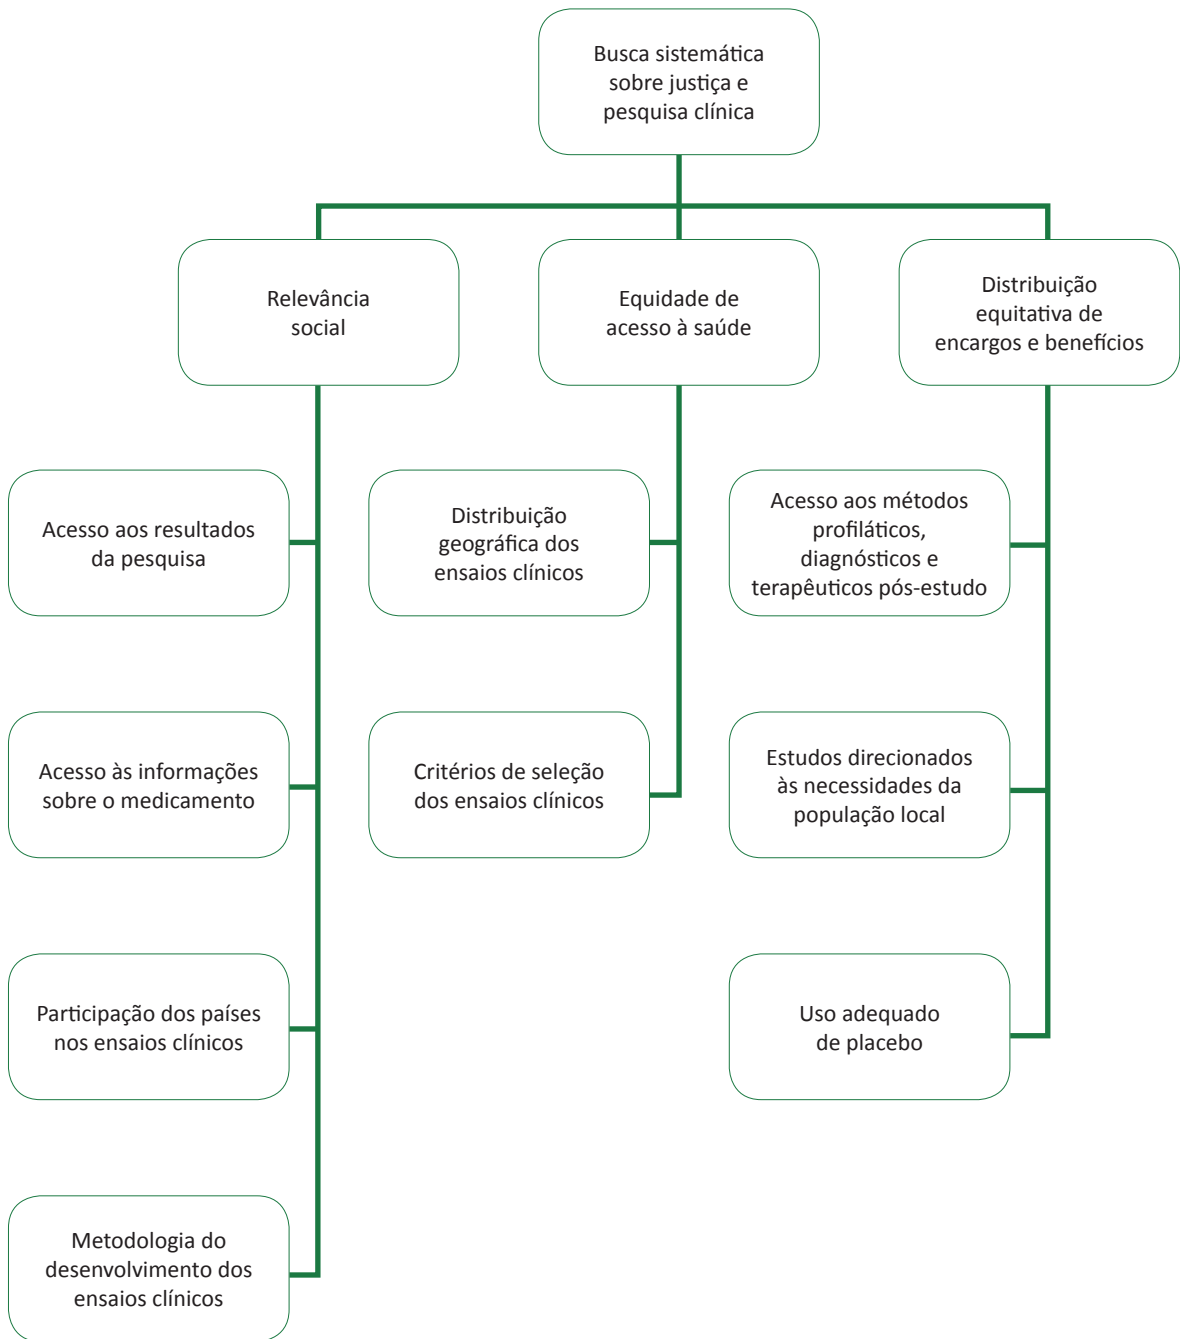 Busca sistemática
sobre justiça e
pesquisa clínica
Relevância
social
Equidade de
acesso à saúde
Distribuição
equitativa de
encargos e benefícios
Acesso aos resultados
da pesquisa
Distribuição
geográfica dos
ensaios clínicos
Acesso aos métodos
profiláticos,
diagnósticos e
terapêuticos pós-estudo
Acesso às informações
sobre o medicamento
Critérios de seleção
dos ensaios clínicos
Estudos direcionados
às necessidades da
população local
Participação dos países
nos ensaios clínicos
Uso adequado
de placebo
Metodologia do
desenvolvimento dos
ensaios clínicos